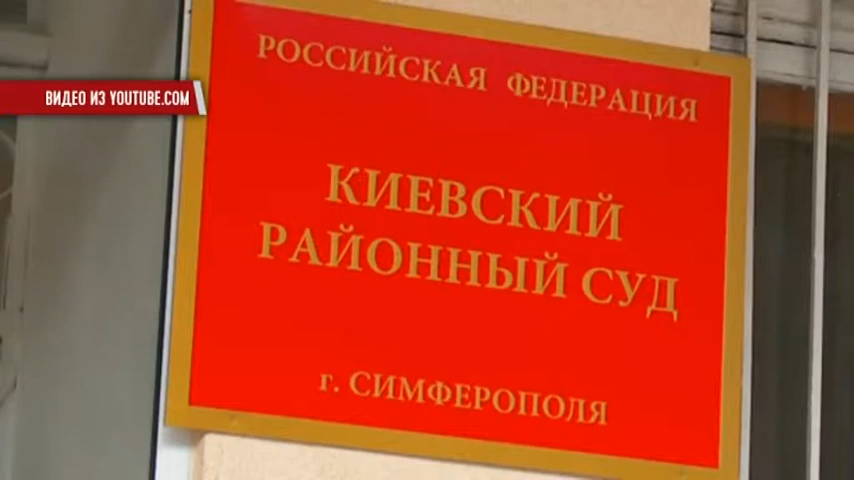 ВИДЕО ИЗ YOUTUBE.COM
РОССИЙСКАЯ ФЕДЕРАЦИЯ
КИЕВСКИЙ
РАЙОННЫЙ СУД
г. СИМФЕРОПОЛЯ